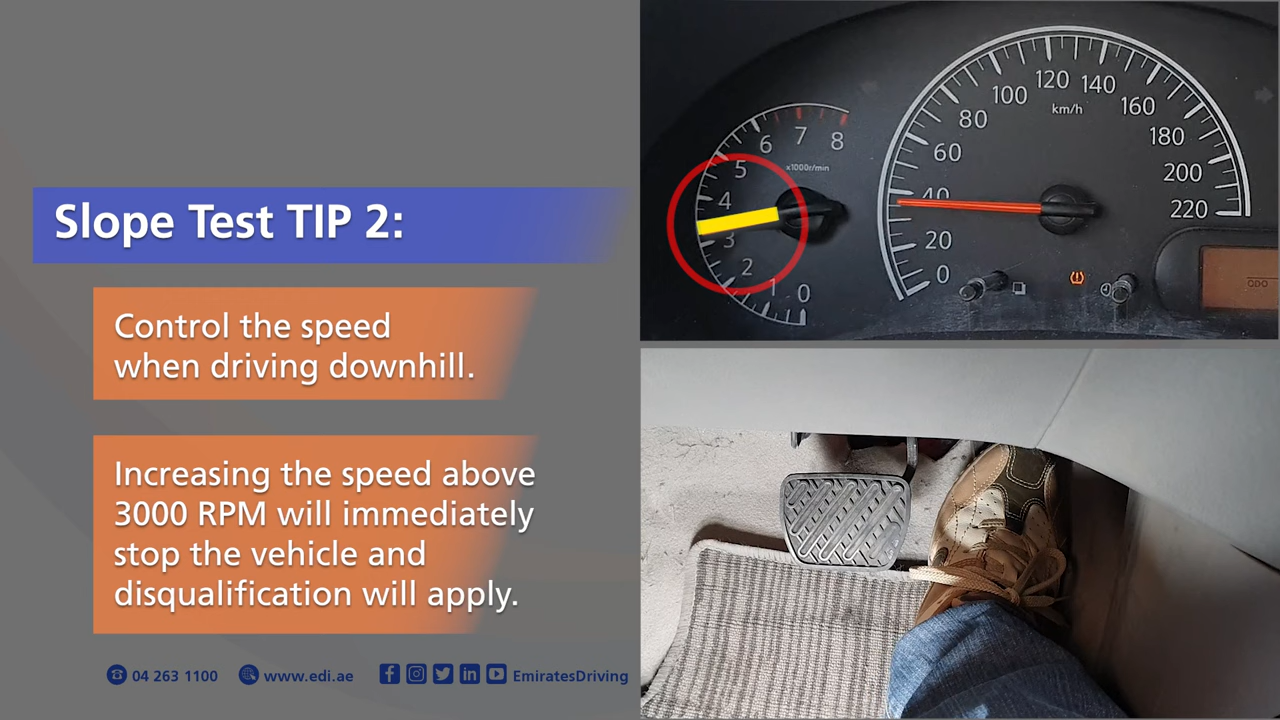 Slope Test TIP 2:
Control the speed
when driving downhill.
Increasing the speed above
3000 RPM will immediately
stop the vehicle and
disqualification will apply.
04 263 1100 www.edi.ae EmiratesDriving
0 1 2 3 4 5 6 7 8
x1000r/min
0 20 40 60 80 100 120 140 160 180 200 220
km/h
ODO